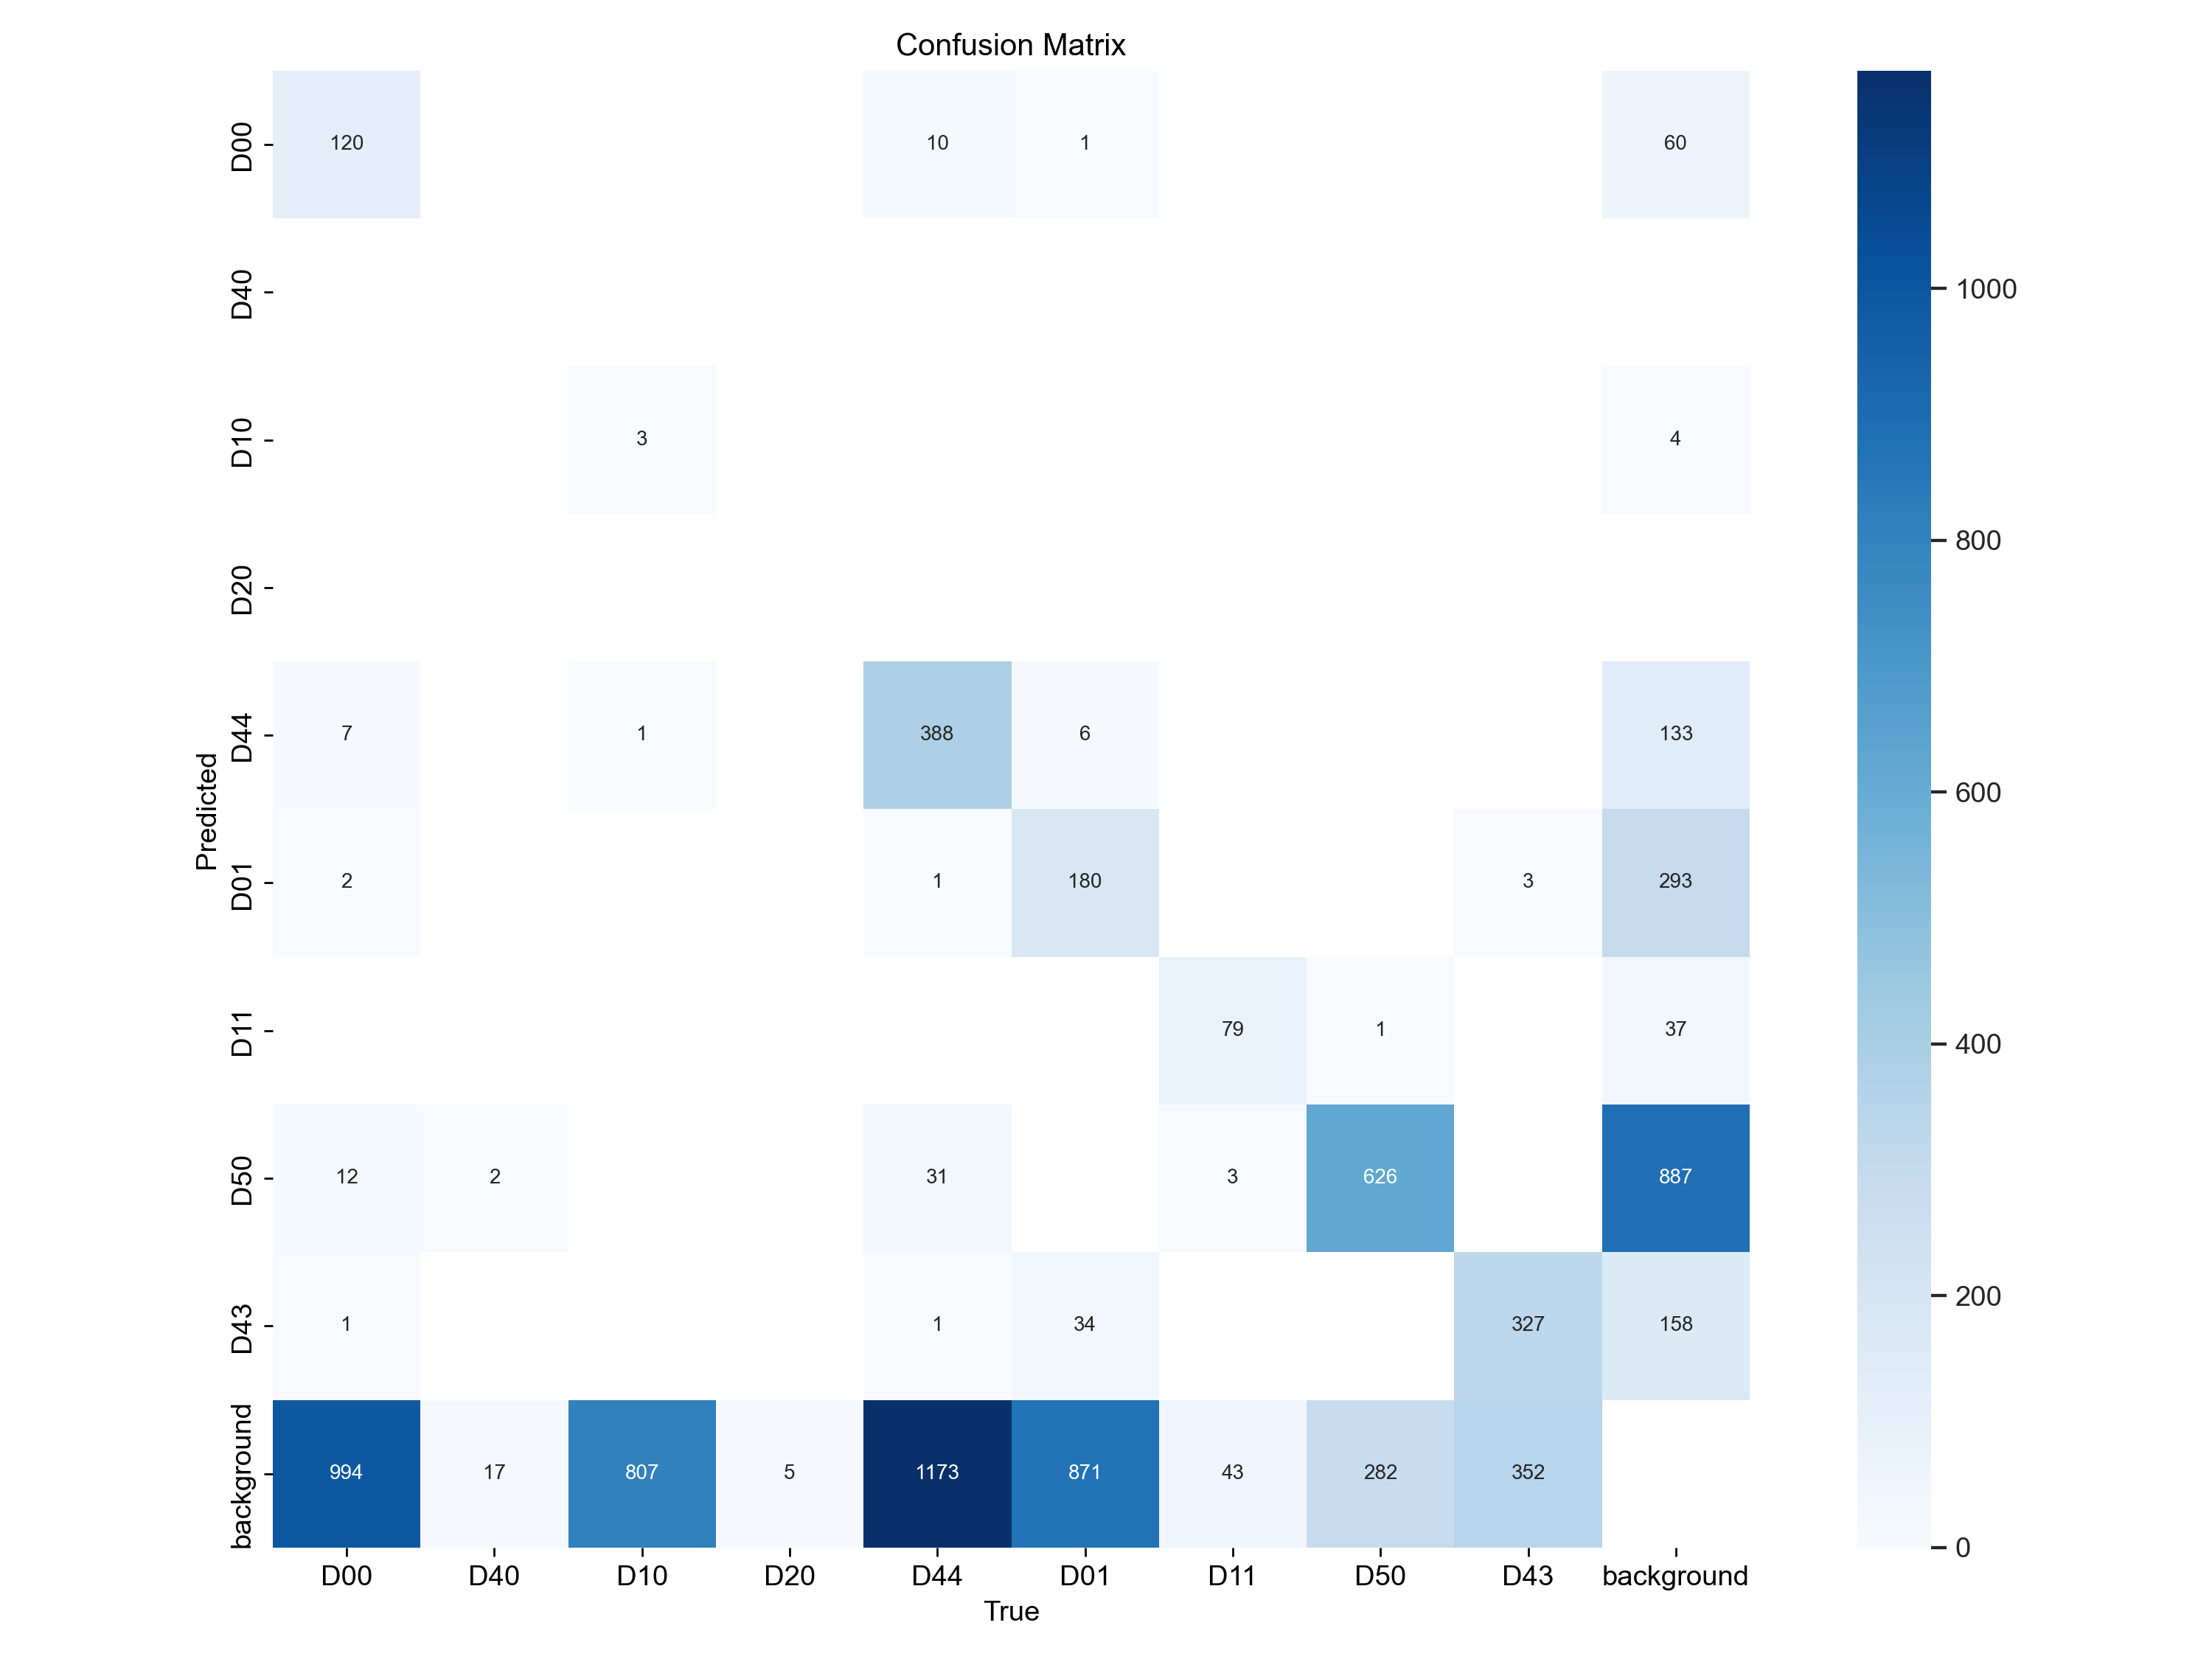 Confusion Matrix
D00 120 10 1 60
D40
D10 3 4
D20
D44 7 1 388 6 133
D01 2 1 180 3 293
D11 79 1 37
D50 12 2 31 3 626 887
D43 1 1 34 327 158
background 994 17 807 5 1173 871 43 282 352
D00 D40 D10 D20 D44 D01 D11 D50 D43 background
True
Predicted
1000
800
600
400
200
0